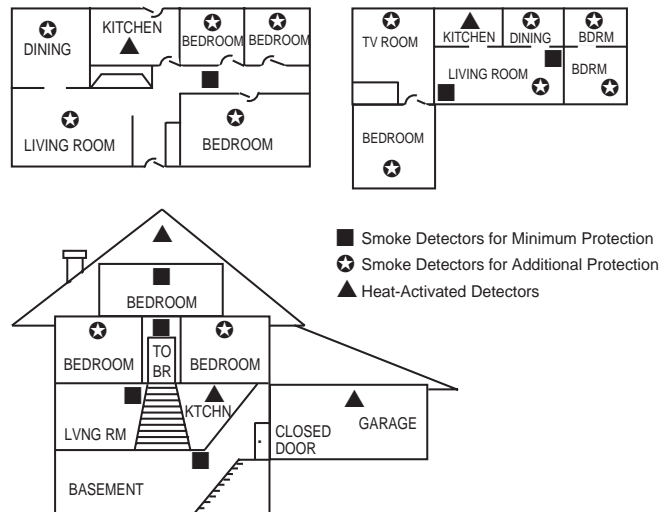 DINING
KITCHEN
BEDROOM
BEDROOM
LIVING ROOM
BEDROOM
TV ROOM
KITCHEN
DINING
BDRM
LIVING ROOM
BDRM
BEDROOM
Smoke Detectors for Minimum Protection
Smoke Detectors for Additional Protection
Heat-Activated Detectors
BEDROOM
BEDROOM
TO
BR
BEDROOM
LVNG RM
KTCHN
CLOSED
DOOR
GARAGE
BASEMENT